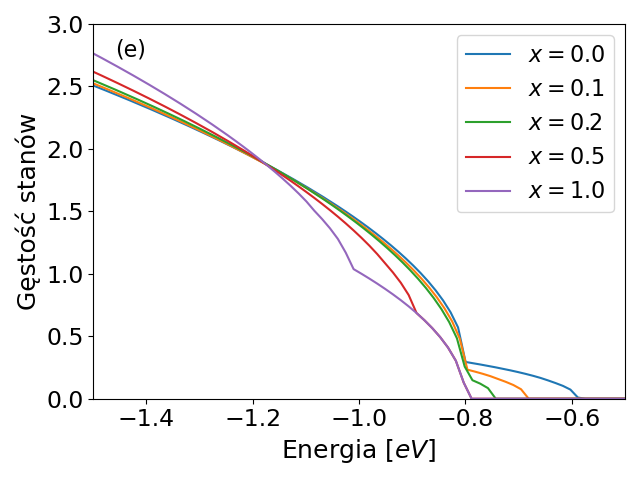 (e)
x = 0.0
x = 0.1
x = 0.2
x = 0.5
x = 1.0
3.0
2.5
2.0
1.5
1.0
0.5
0.0
Gęstość stanów
−1.4 −1.2 −1.0 −0.8 −0.6
Energia [eV]